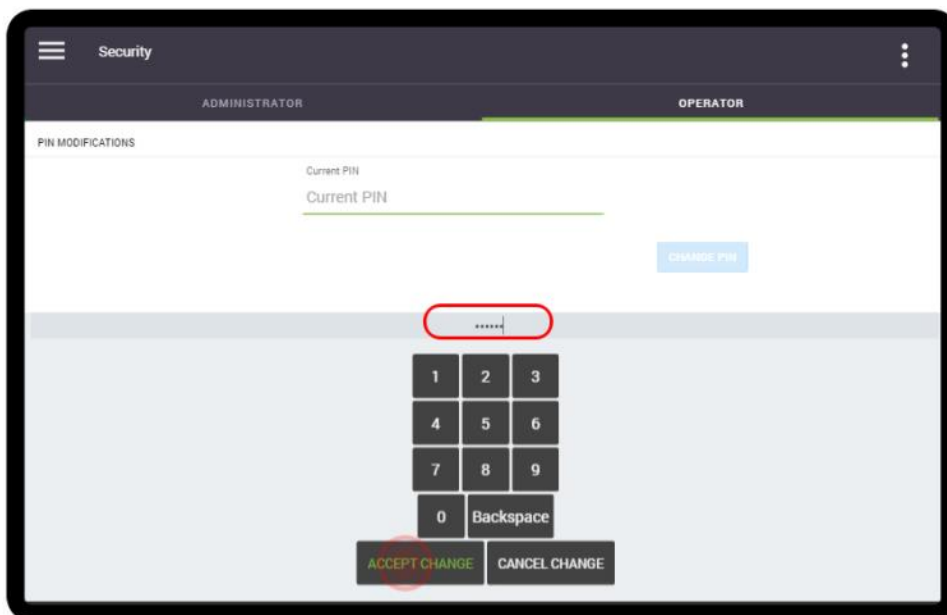 Security
ADMINISTRATOR OPERATOR
PIN MODIFICATIONS
Current PIN
Current PIN
CHANGE PIN
••••••
1 2 3
4 5 6
7 8 9
0 Backspace
ACCEPT CHANGE CANCEL CHANGE